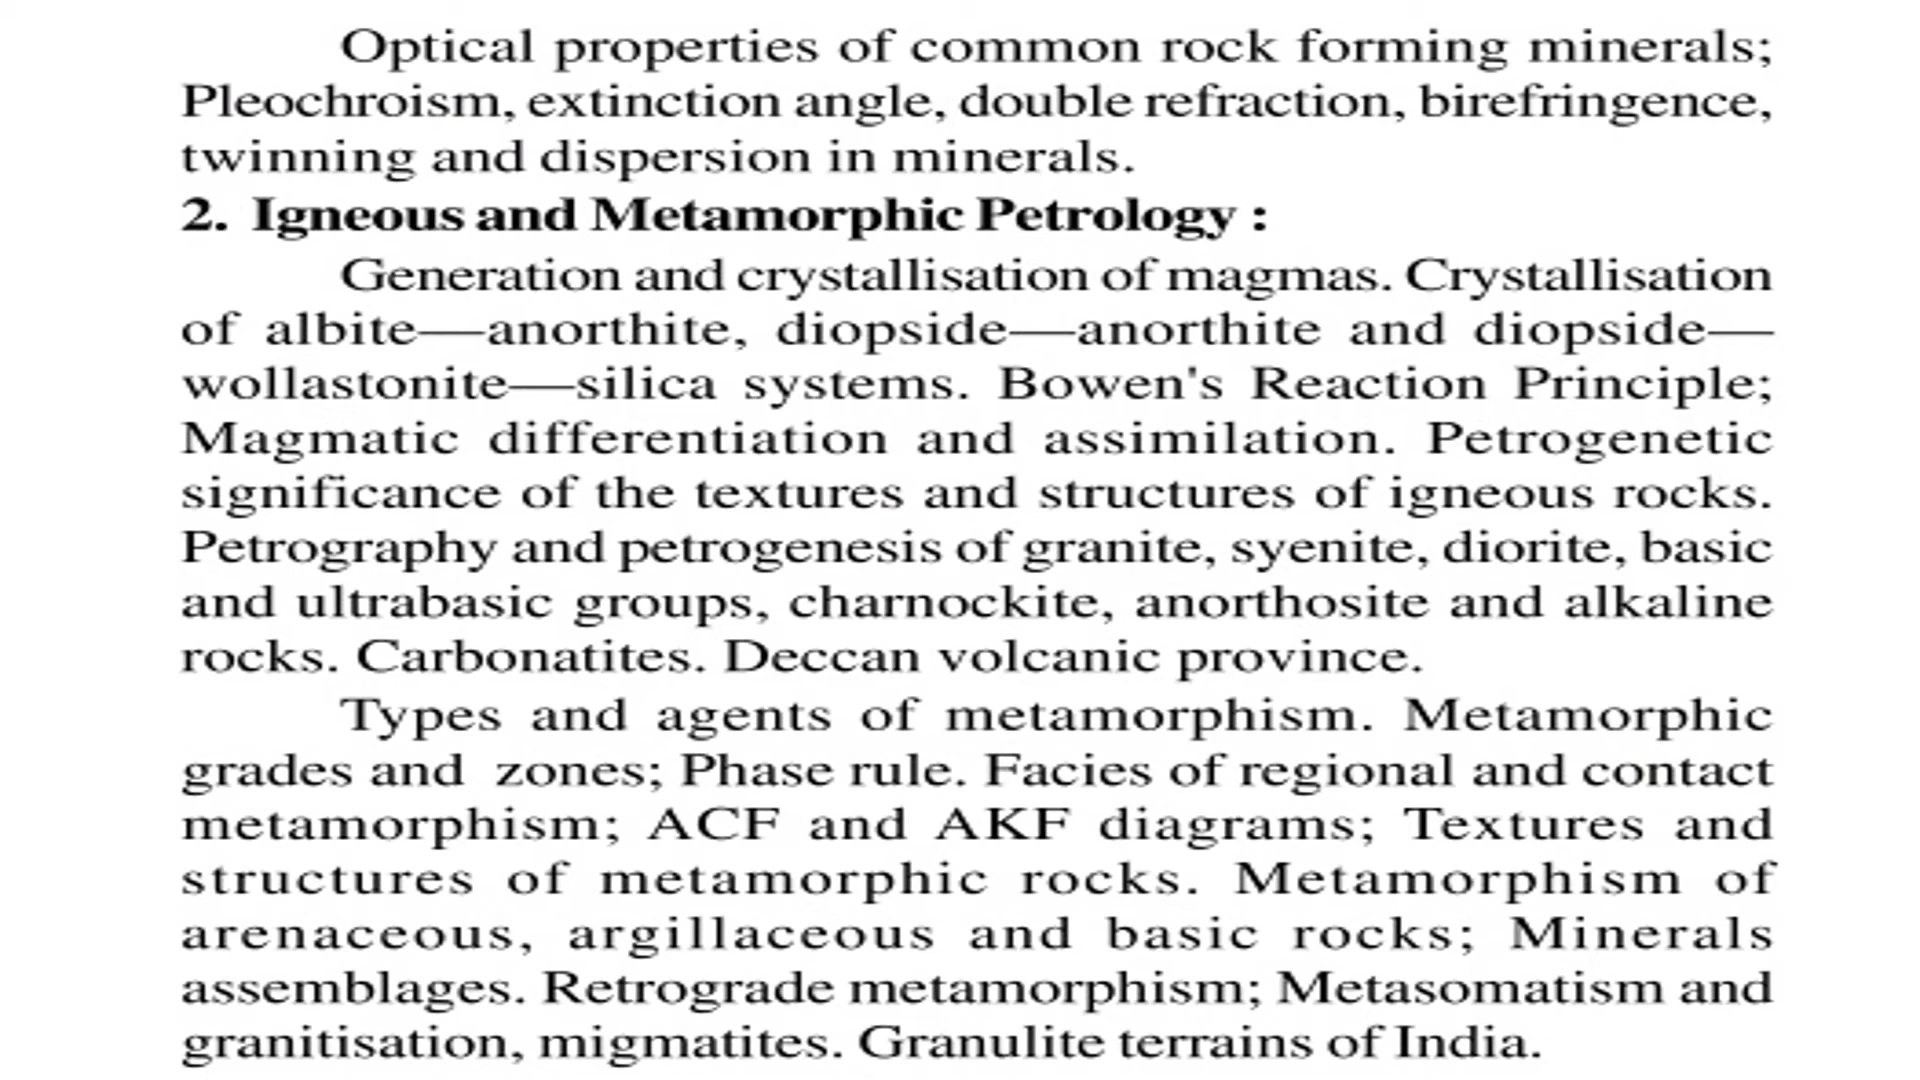 Optical properties of common rock forming minerals;
Pleochroism, extinction angle, double refraction, birefringence,
twinning and dispersion in minerals.
2. Igneous and Metamorphic Petrology :
Generation and crystallisation of magmas. Crystallisation
of albite—anorthite, diopside—anorthite and diopside—
wollastonite—silica systems. Bowen's Reaction Principle;
Magmatic differentiation and assimilation. Petrogenetic
significance of the textures and structures of igneous rocks.
Petrography and petrogenesis of granite, syenite, diorite, basic
and ultrabasic groups, charnockite, anorthosite and alkaline
rocks. Carbonatites. Deccan volcanic province.
Types and agents of metamorphism. Metamorphic
grades and zones; Phase rule. Facies of regional and contact
metamorphism; ACF and AKF diagrams; Textures and
structures of metamorphic rocks. Metamorphism of
arenaceous, argillaceous and basic rocks; Minerals
assemblages. Retrograde metamorphism; Metasomatism and
granitisation, migmatites. Granulite terrains of India.